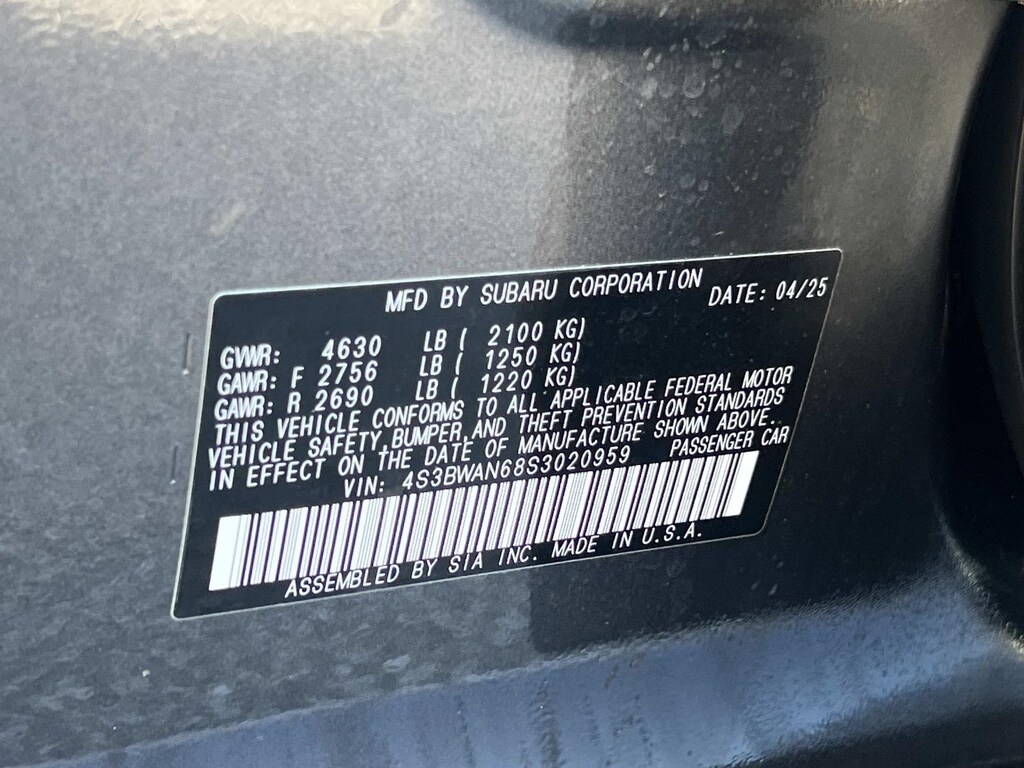 MFD BY SUBARU CORPORATION DATE: 04/25
GVWR: 4630 LB ( 2100 KG)
GAWR: F 2756 LB ( 1250 KG)
GAWR: R 2690 LB ( 1220 KG)
THIS VEHICLE CONFORMS TO ALL APPLICABLE FEDERAL MOTOR
VEHICLE SAFETY, BUMPER, AND THEFT PREVENTION STANDARDS
IN EFFECT ON THE DATE OF MANUFACTURE SHOWN ABOVE.
VIN: 4S3BWAN68S3020959 PASSENGER CAR
ASSEMBLED BY SIA INC. MADE IN U.S.A.